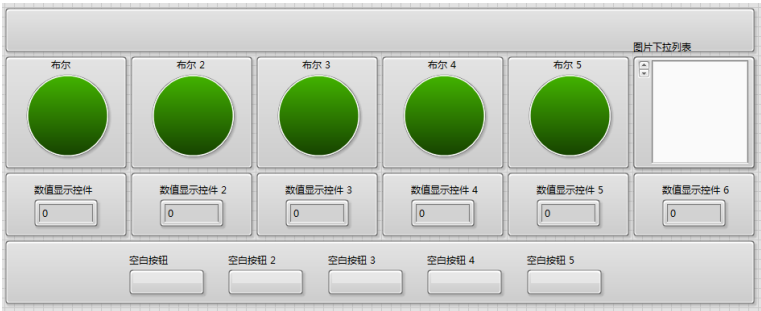 图片下拉列表
布尔 布尔 2 布尔 3 布尔 4 布尔 5
数值显示控件 数值显示控件 2 数值显示控件 3 数值显示控件 4 数值显示控件 5 数值显示控件 6
0 0 0 0 0 0
空白按钮 空白按钮 2 空白按钮 3 空白按钮 4 空白按钮 5